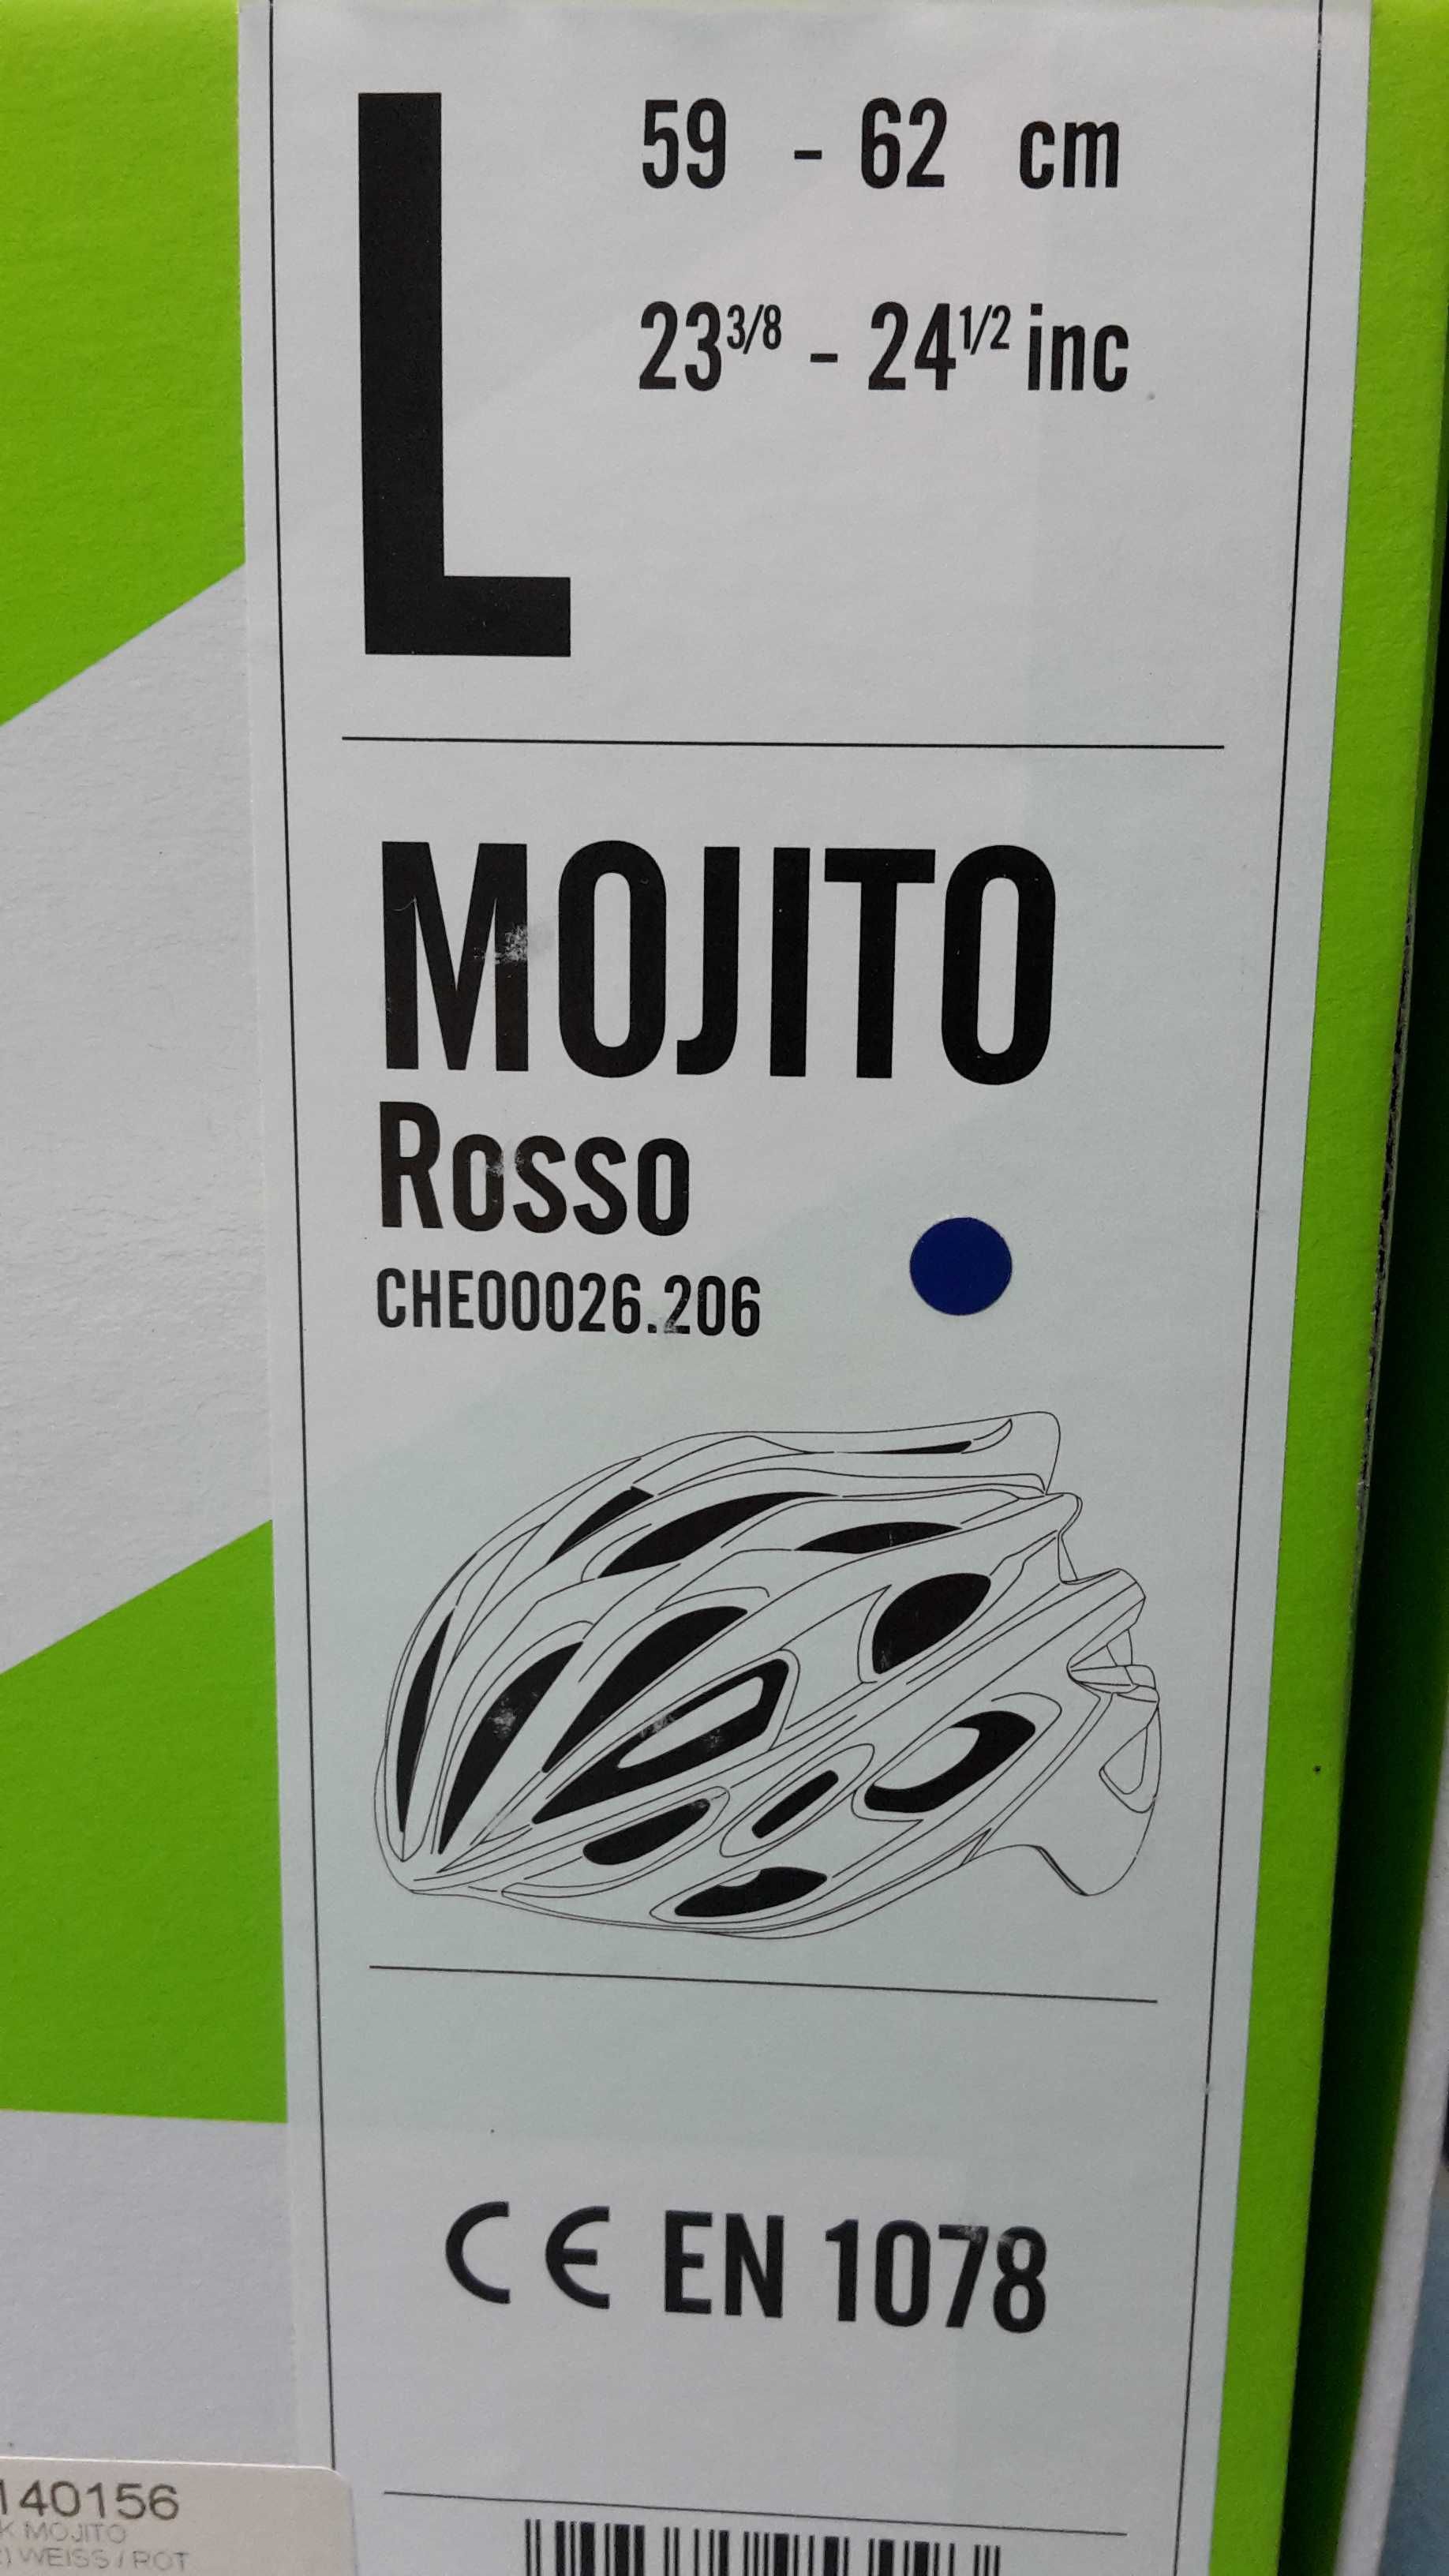 L
59 - 62 cm
23 3/8 - 24 1/2 inc
MOJITO
Rosso
CHE00026.206
CE EN 1078
140156
K MOJITO
) WEISS / ROT